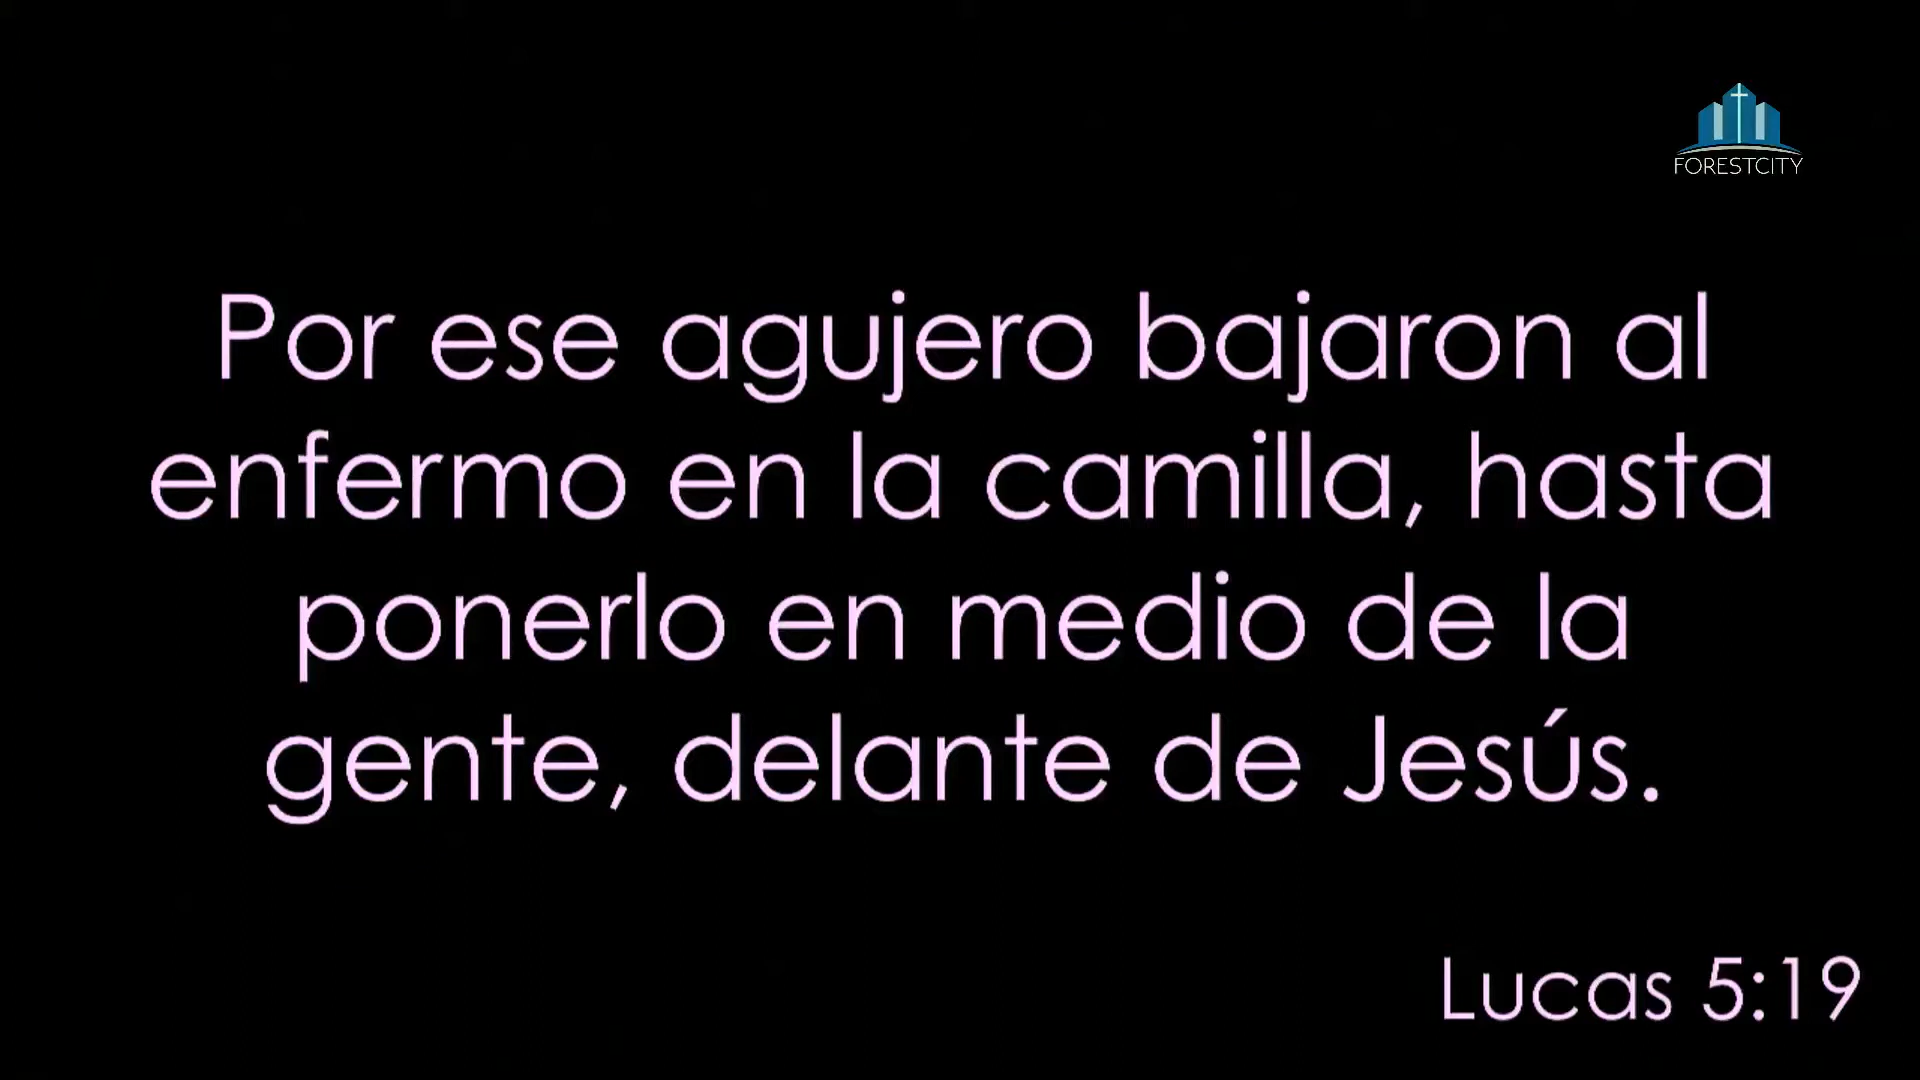 FORESTCITY
Por ese agujero bajaron al
enfermo en la camilla, hasta
ponerlo en medio de la
gente, delante de Jesús.
Lucas 5:19